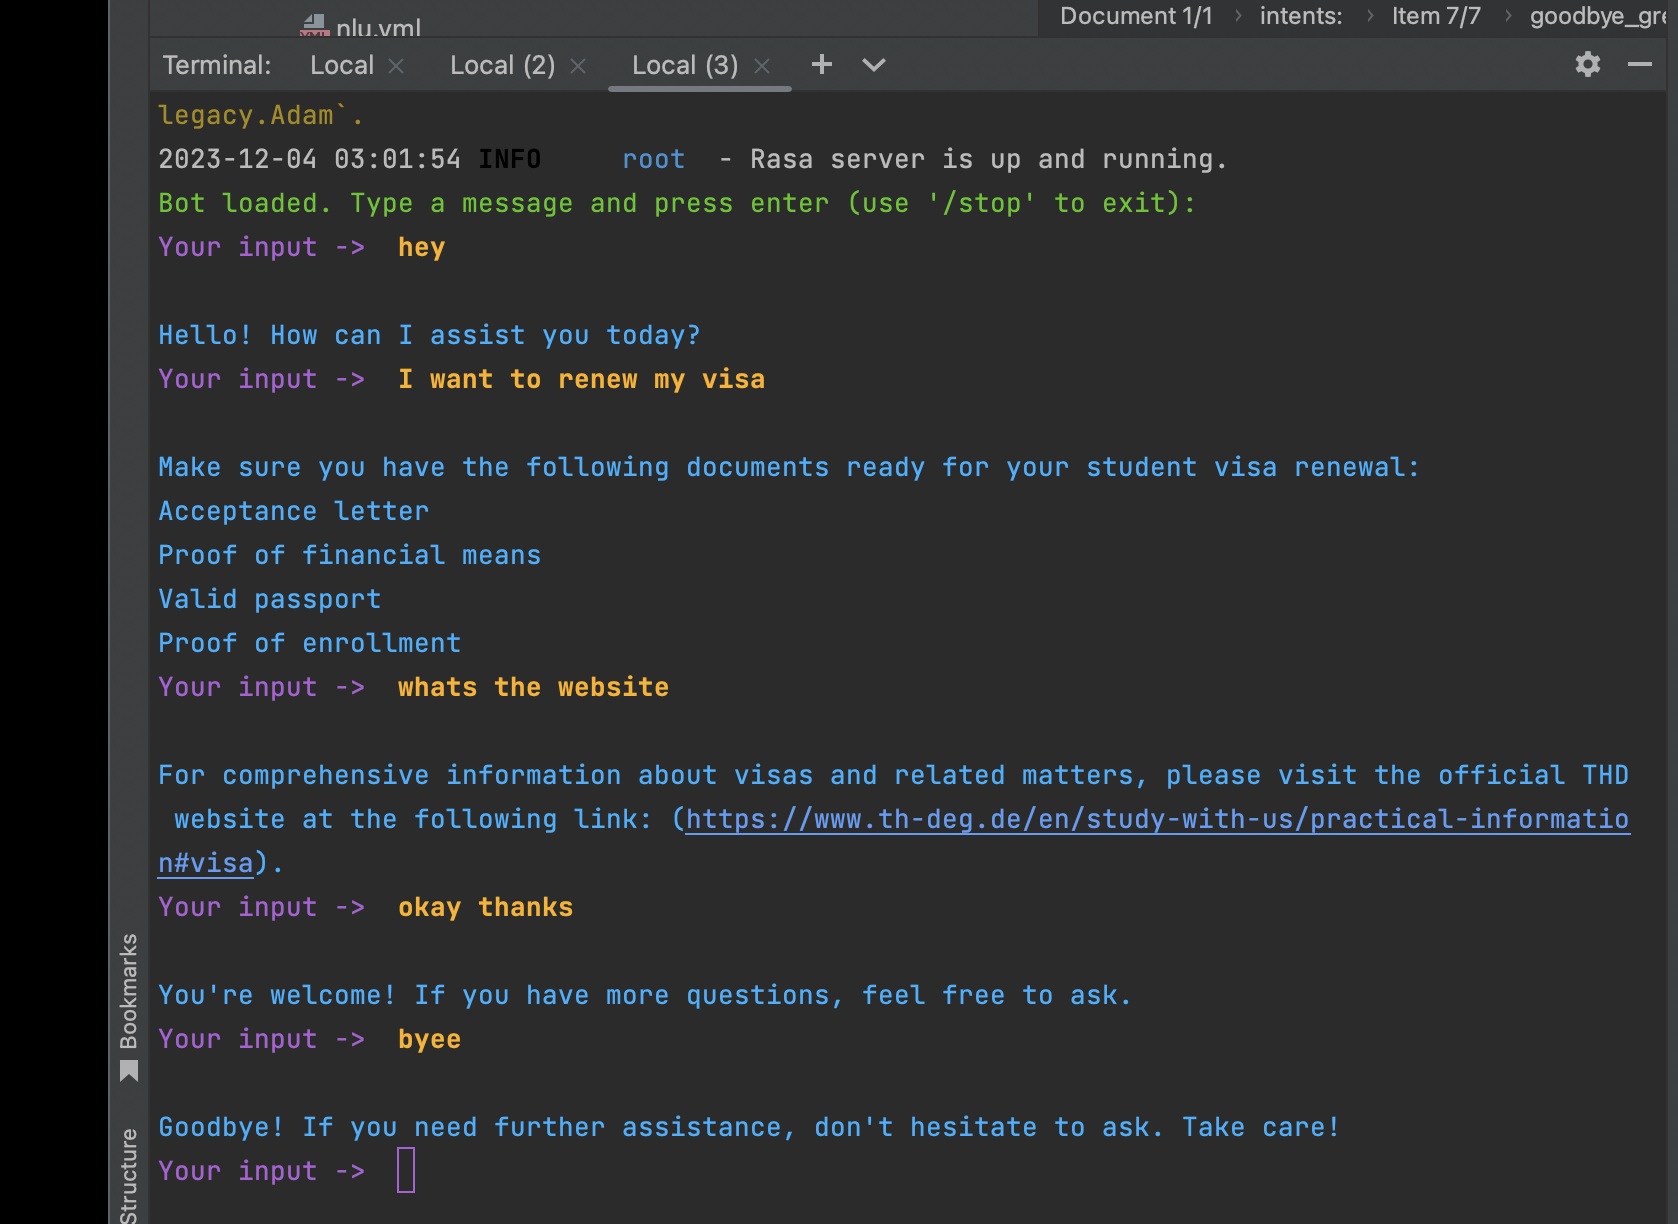 nlu.yml
Document 1/1 › intents: › Item 7/7 › goodbye_gre
Terminal: Local × Local (2) × Local (3) ×
legacy.Adam`.
2023-12-04 03:01:54 INFO     root  - Rasa server is up and running.
Bot loaded. Type a message and press enter (use '/stop' to exit):
Your input ->  hey
Hello! How can I assist you today?
Your input ->  I want to renew my visa
Make sure you have the following documents ready for your student visa renewal:
Acceptance letter
Proof of financial means
Valid passport
Proof of enrollment
Your input ->  whats the website
For comprehensive information about visas and related matters, please visit the official THD
 website at the following link: (https://www.th-deg.de/en/study-with-us/practical-informatio
n#visa).
Your input ->  okay thanks
You're welcome! If you have more questions, feel free to ask.
Your input ->  byee
Goodbye! If you need further assistance, don't hesitate to ask. Take care!
Your input ->
Bookmarks
Structure